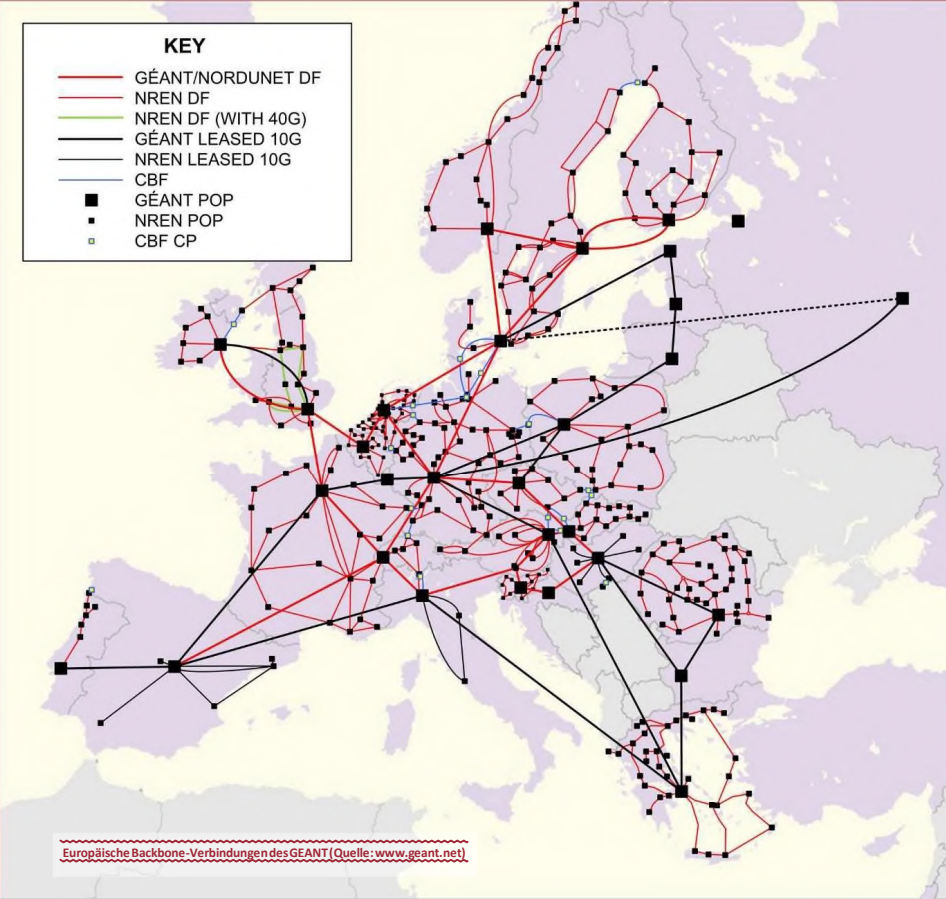 KEY
GÉANT/NORDUNET DF
NREN DF
NREN DF (WITH 40G)
GÉANT LEASED 10G
NREN LEASED 10G
CBF
GÉANT POP
NREN POP
CBF CP
Europäische Backbone-Verbindungen des GEANT (Quelle: www.geant.net)